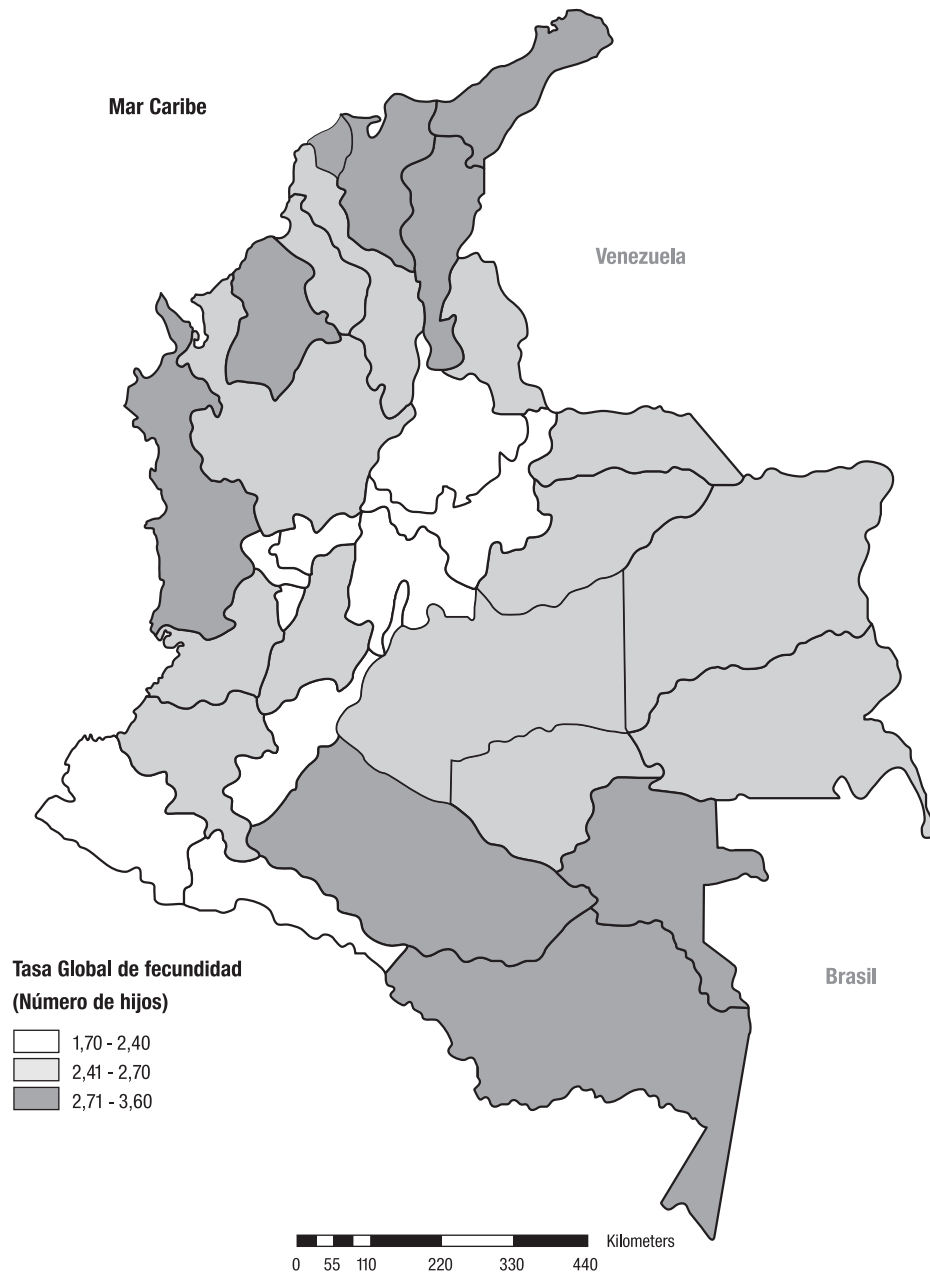 Mar Caribe
Venezuela
Brasil
Tasa Global de fecundidad
(Número de hijos)
1,70 - 2,40
2,41 - 2,70
2,71 - 3,60
Kilometers
0 55 110 220 330 440